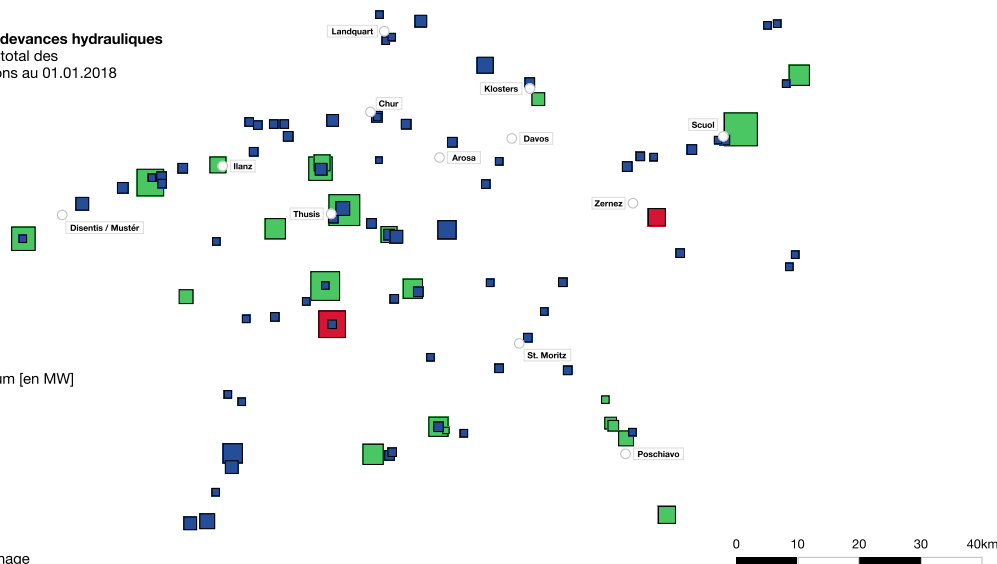 devances hydrauliques
total des
ons au 01.01.2018
Landquart
Klosters
Chur
Scuol
Davos
Arosa
Ilanz
Zernez
Thusis
Disentis / Mustér
St. Moritz
um [en MW]
Poschiavo
0 10 20 30 40km
nage